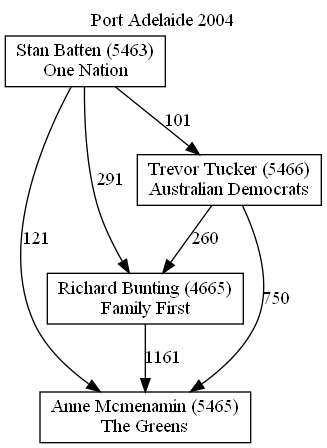 Port Adelaide 2004
Stan Batten (5463)
One Nation
101
Trevor Tucker (5466)
Australian Democrats
291
121
260
750
Richard Bunting (4665)
Family First
1161
Anne Mcmenamin (5465)
The Greens